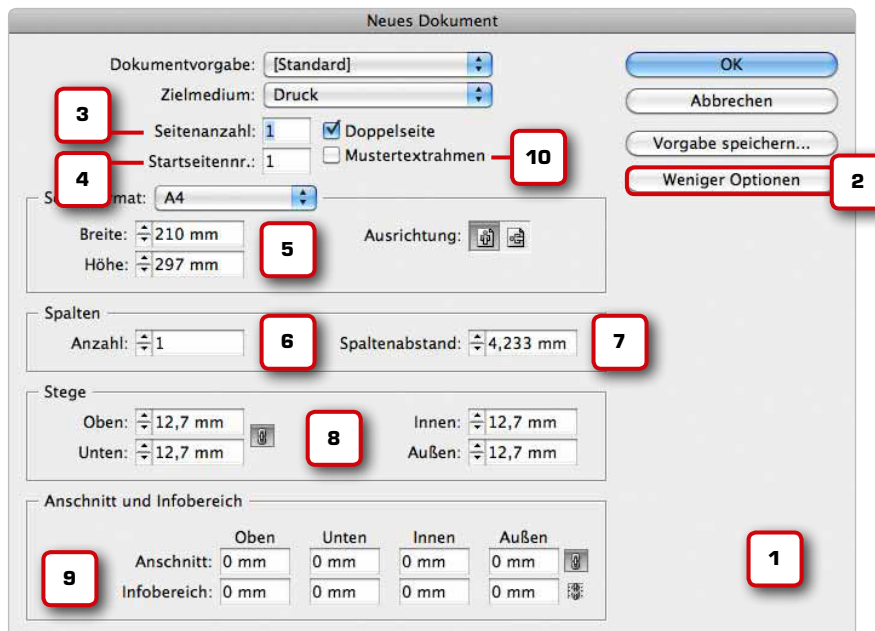 Neues Dokument
Dokumentvorgabe: [Standard]
OK
Zielmedium: Druck
Abbrechen
3
Seitenanzahl: 1 Doppelseite
Vorgabe speichern...
4
Startseitennr.: 1 Mustertextrahmen 10
Weniger Optionen 2
mat: A4
Breite: 210 mm
5
Ausrichtung:
Höhe: 297 mm
Spalten
Anzahl: 1 6 Spaltenabstand: 4,233 mm 7
Stege
Oben: 12,7 mm Innen: 12,7 mm
8
Unten: 12,7 mm Außen: 12,7 mm
Anschnitt und Infobereich
Oben Unten Innen Außen
Anschnitt: 0 mm 0 mm 0 mm 0 mm
1
9
Infobereich: 0 mm 0 mm 0 mm 0 mm